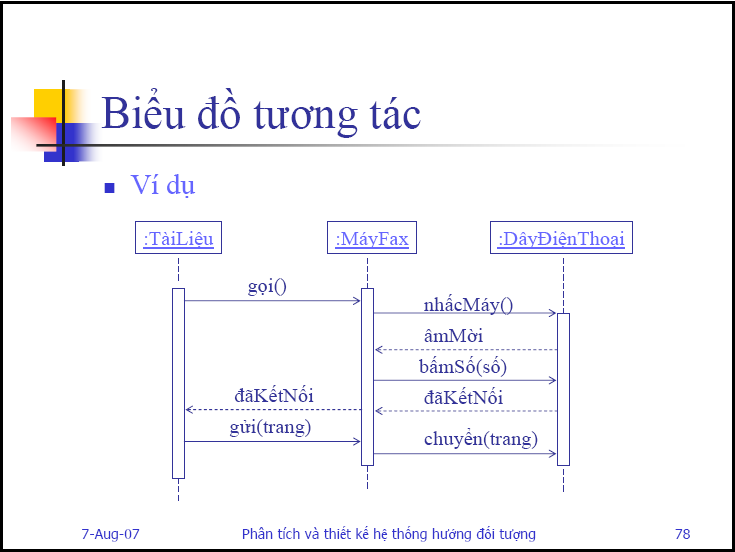 Biểu đồ tương tác
Ví dụ
:TàiLiệu :MáyFax :DâyĐiệnThoại
gọi()
nhấcMáy()
âmMời
bấmSố(số)
đãKếtNối đãKếtNối
gửi(trang)
chuyển(trang)
7-Aug-07 Phân tích và thiết kế hệ thống hướng đối tượng 78